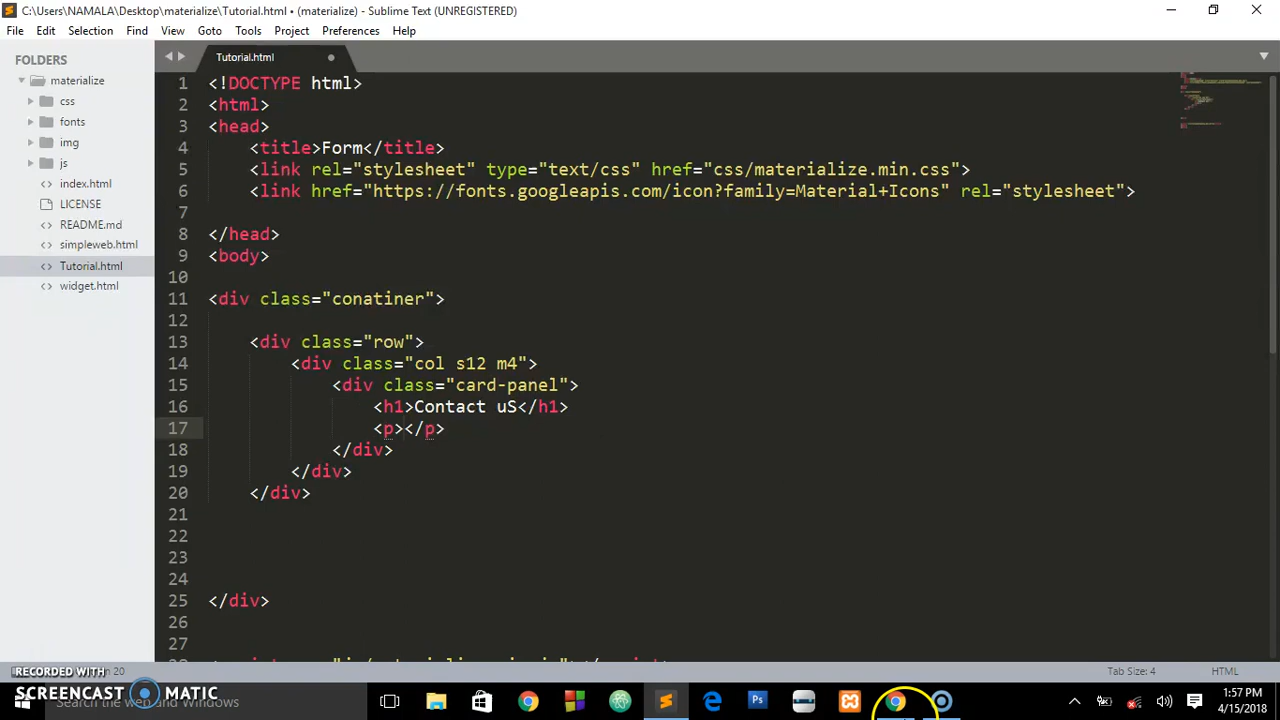 C:\Users\NAMALA\Desktop\materialize\Tutorial.html • (materialize) - Sublime Text (UNREGISTERED)
File Edit Selection Find View Goto Tools Project Preferences Help
FOLDERS
materialize
css
fonts
img
js
index.html
LICENSE
README.md
simpleweb.html
Tutorial.html
widget.html
Tutorial.html
1 <!DOCTYPE html>
2 <html>
3 <head>
4 <title>Form</title>
5 <link rel="stylesheet" type="text/css" href="css/materialize.min.css">
6 <link href="https://fonts.googleapis.com/icon?family=Material+Icons" rel="stylesheet">
7
8 </head>
9 <body>
10
11 <div class="conatiner">
12
13 <div class="row">
14 <div class="col s12 m4">
15 <div class="card-panel">
16 <h1>Contact uS</h1>
17 <p></p>
18 </div>
19 </div>
20 </div>
21
22
23
24
25 </div>
26
27
20
Tab Size: 4
HTML
RECORDED WITH
SCREENCAST MATIC
Cortana and Windows
1:57 PM
4/15/2018